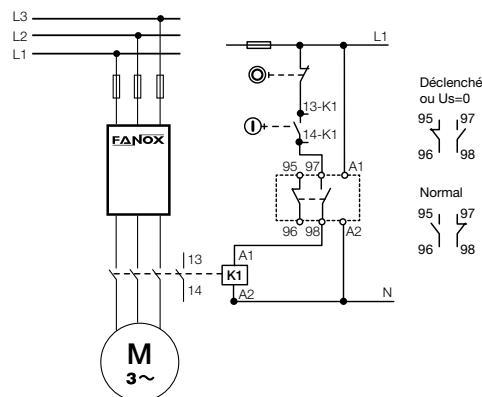 L3
L2
L1
FANOX
13
14
M
3~
L1
13-K1
14-K1
95 97 A1
96 98 A2
A1
K1
A2
N
Déclenché
ou Us=0
95 97
96 98
Normal
95 97
96 98